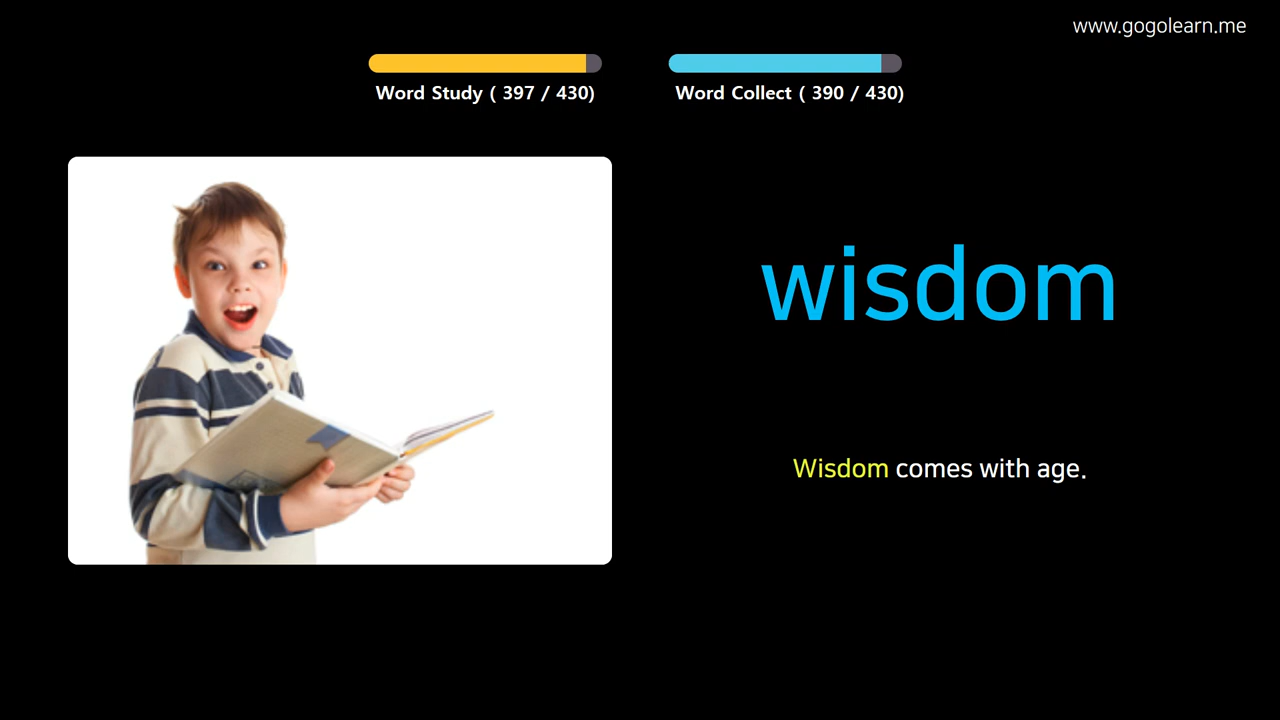 www.gogolearn.me
Word Study ( 397 / 430)
Word Collect ( 390 / 430)
wisdom
Wisdom comes with age.